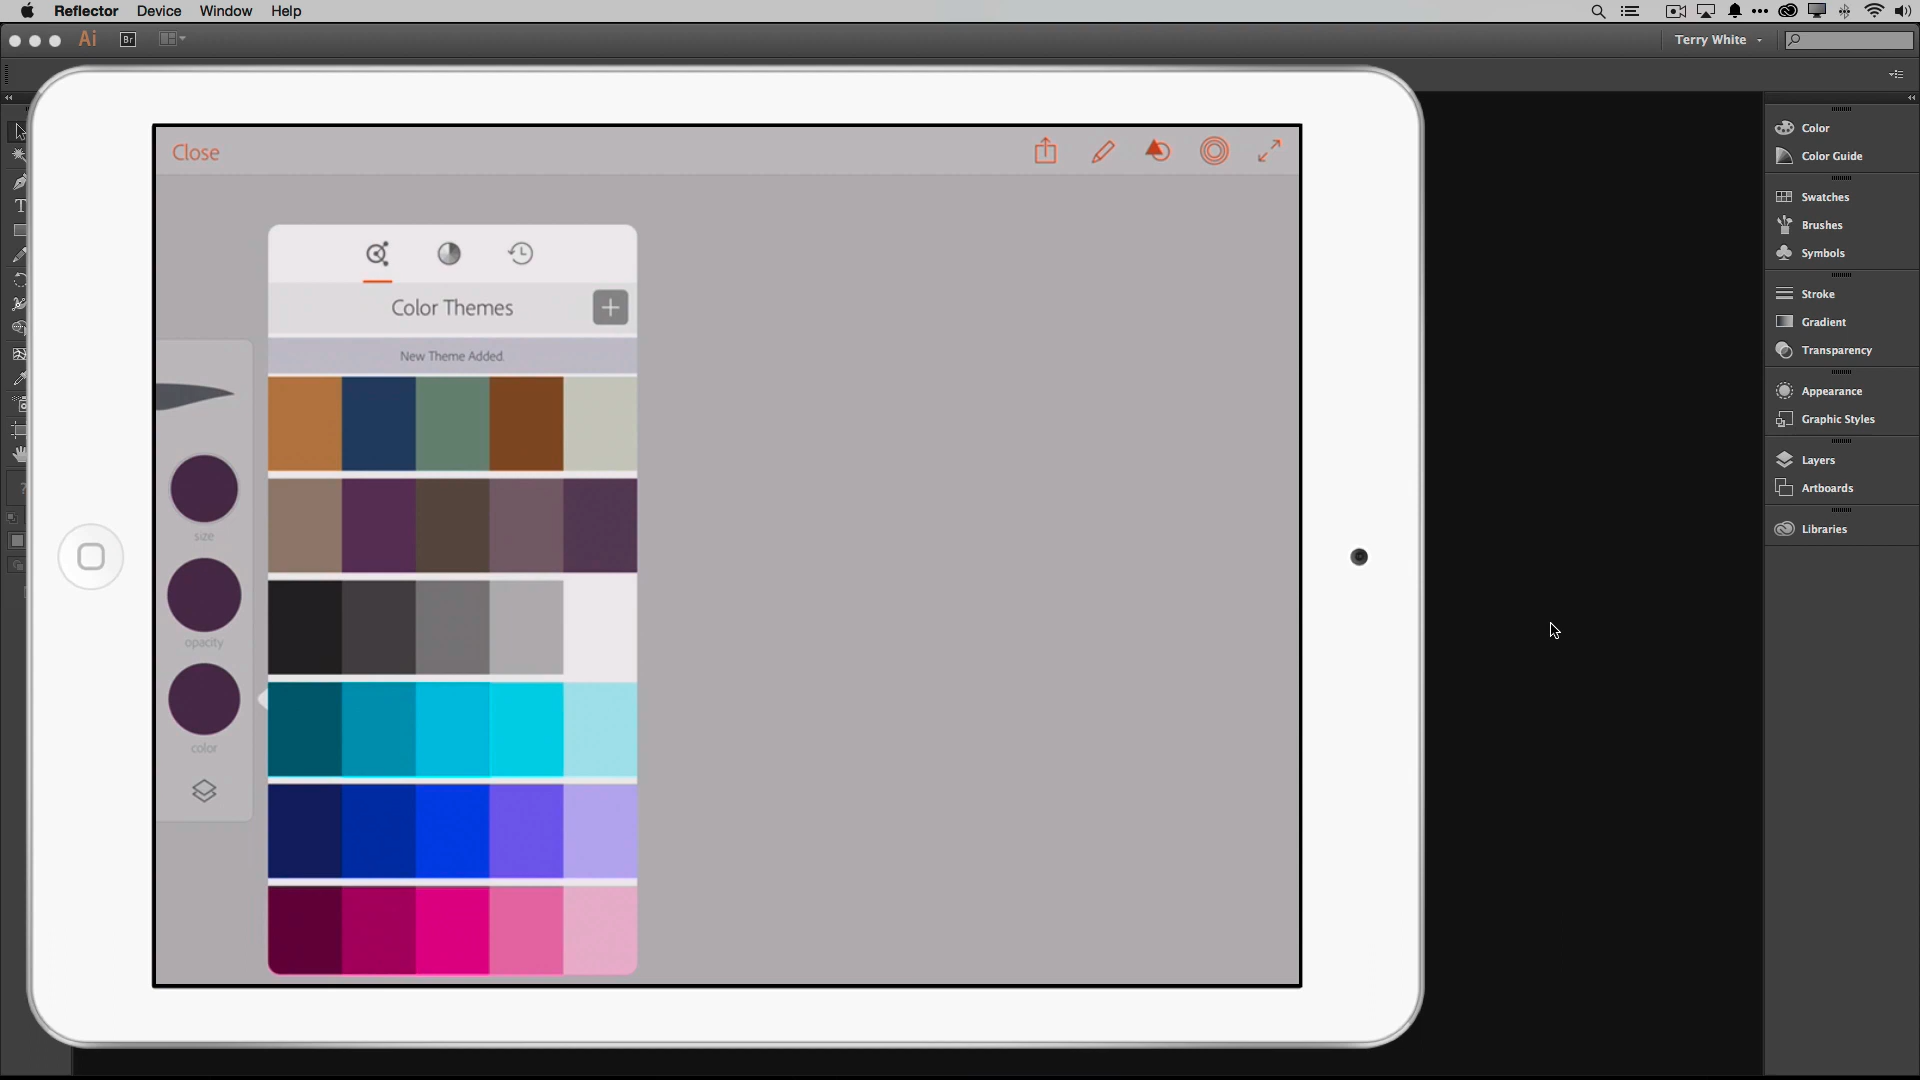 Reflector Device Window Help
Ai
Br
Terry White
Close
Color Themes
New Theme Added.
size
opacity
color
T
?
Color
Color Guide
Swatches
Brushes
Symbols
Stroke
Gradient
Transparency
Appearance
Graphic Styles
Layers
Artboards
Libraries